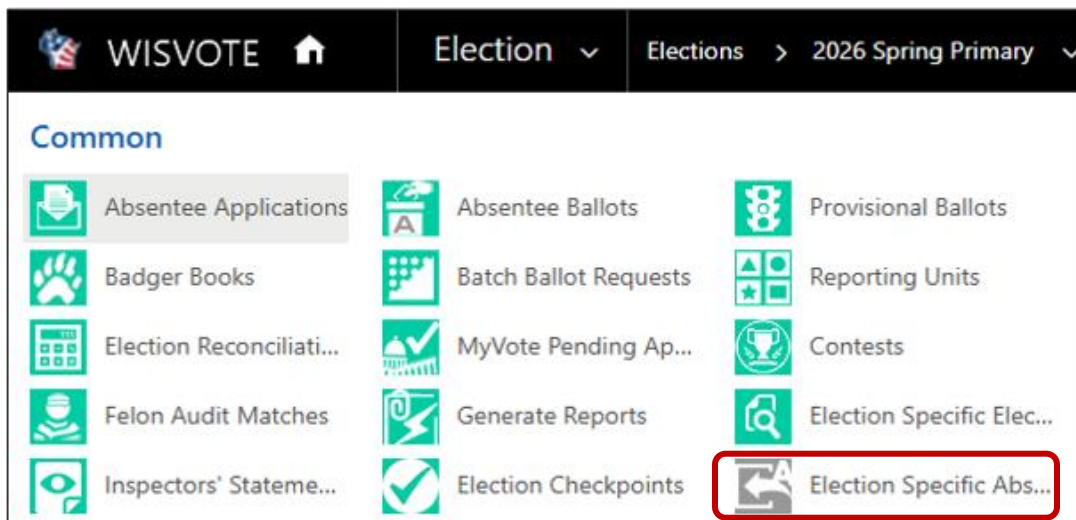 WISVOTE Election Elections > 2026 Spring Primary
Common
Absentee Applications Absentee Ballots Provisional Ballots
Badger Books Batch Ballot Requests Reporting Units
Election Reconciliati... MyVote Pending Ap... Contests
Felon Audit Matches Generate Reports Election Specific Elec...
Inspectors' Stateme... Election Checkpoints Election Specific Abs...